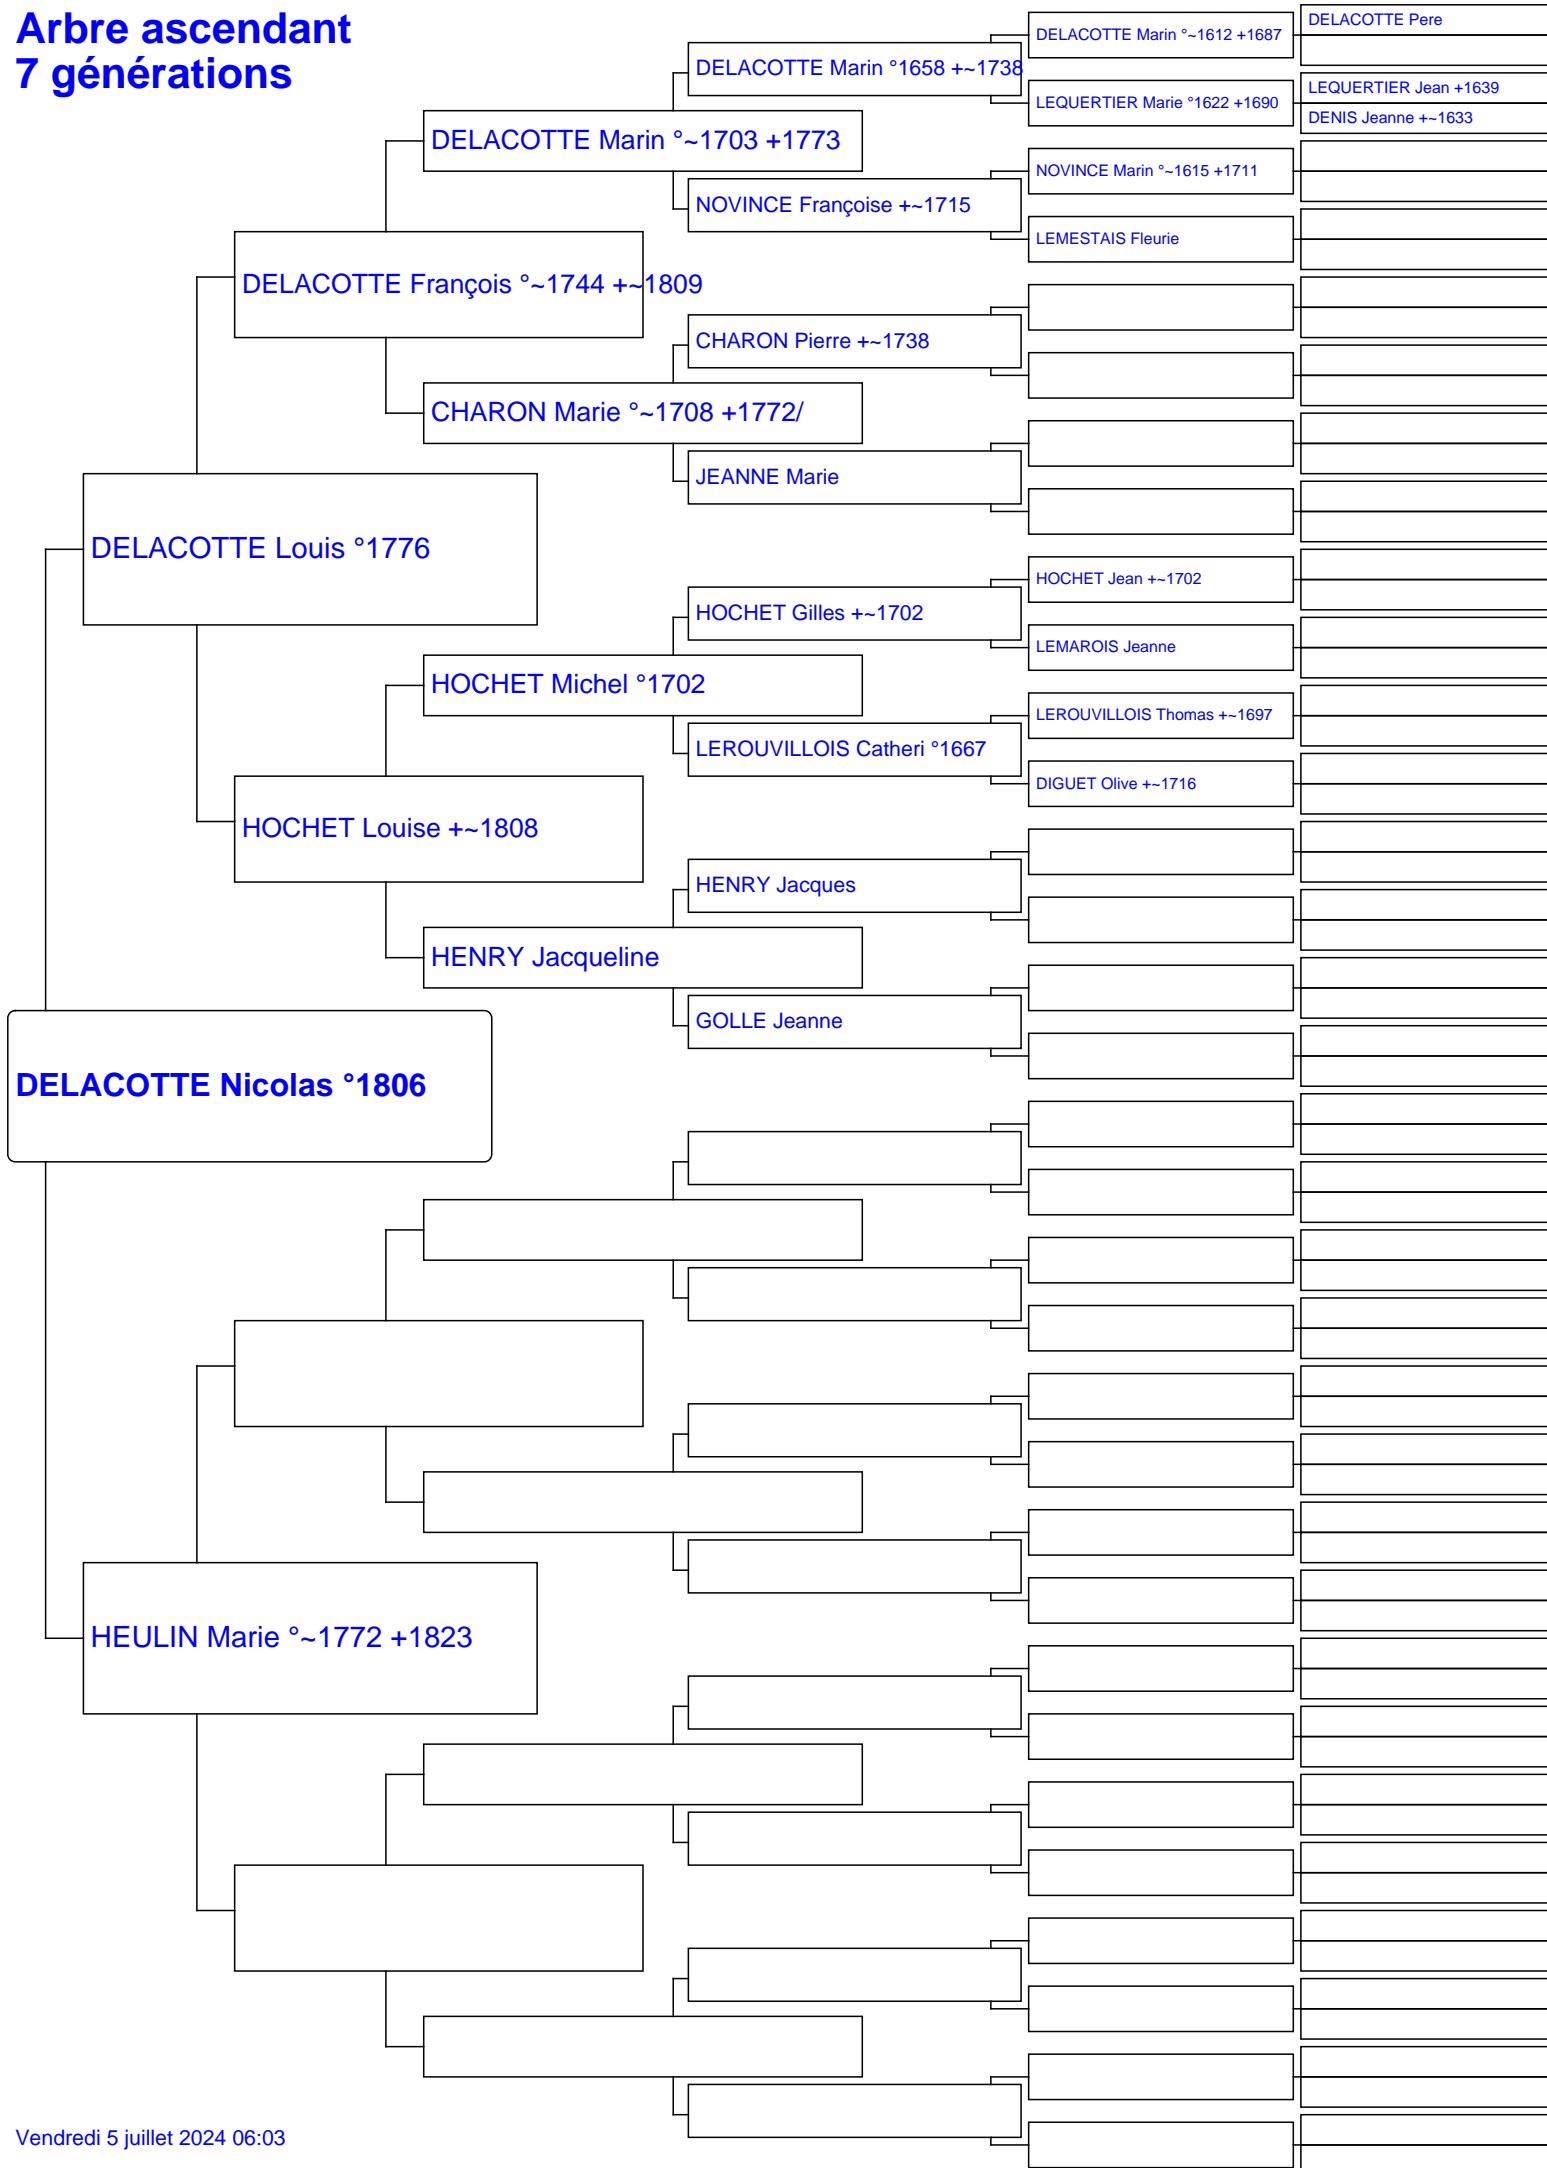 Arbre ascendant
7 générations
DELACOTTE Pere
DELACOTTE Marin °~1612 +1687
DELACOTTE Marin °1658 +~1738
LEQUERTIER Jean +1639
LEQUERTIER Marie °1622 +1690
DENIS Jeanne +~1633
DELACOTTE Marin °~1703 +1773
NOVINCE Marin °~1615 +1711
NOVINCE Françoise +~1715
LEMESTAIS Fleurie
DELACOTTE François °~1744 +~1809
CHARON Pierre +~1738
CHARON Marie °~1708 +1772/
JEANNE Marie
DELACOTTE Louis °1776
HOCHET Jean +~1702
HOCHET Gilles +~1702
LEMAROIS Jeanne
HOCHET Michel °1702
LEROUVILLOIS Thomas +~1697
LEROUVILLOIS Catheri °1667
DIGUET Olive +~1716
HOCHET Louise +~1808
HENRY Jacques
HENRY Jacqueline
GOLLE Jeanne
DELACOTTE Nicolas °1806
HEULIN Marie °~1772 +1823
Vendredi 5 juillet 2024 06:03